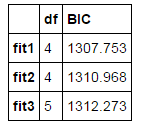 df BIC
fit1 4 1307.753
fit2 4 1310.968
fit3 5 1312.273